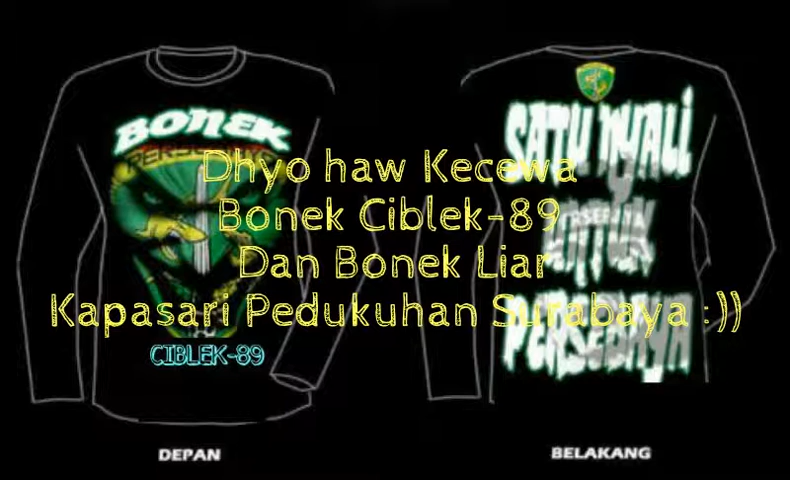 BONEK
PERSEBAYA
CIBLEK-89
DEPAN
SATU NYALI
UNTUK
PERSEBAYA
BELAKANG
Dhyo haw Kecewa
Bonek Ciblek-89
Dan Bonek Liar
Kapasari Pedukuhan Surabaya :))